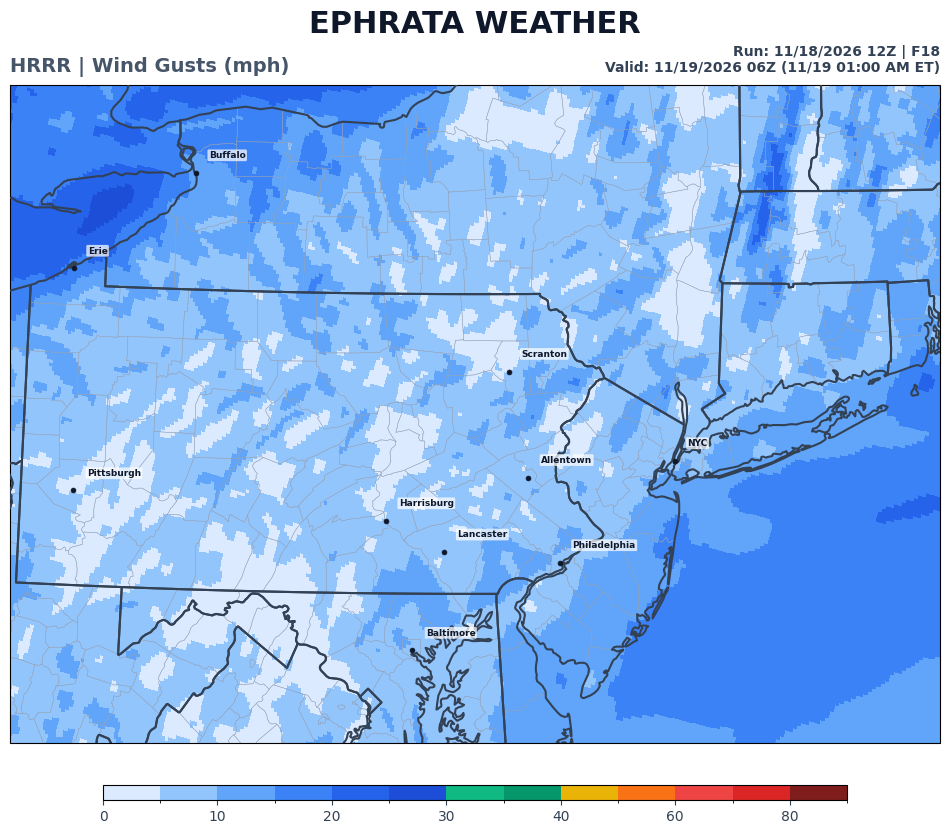 EPHRATA WEATHER
HRRR | Wind Gusts (mph)
Run: 11/18/2026 12Z | F18
Valid: 11/19/2026 06Z (11/19 01:00 AM ET)
Buffalo
Erie
Scranton
NYC
Pittsburgh
Allentown
Harrisburg
Lancaster
Philadelphia
Baltimore
0 10 20 30 40 50 60 70 80